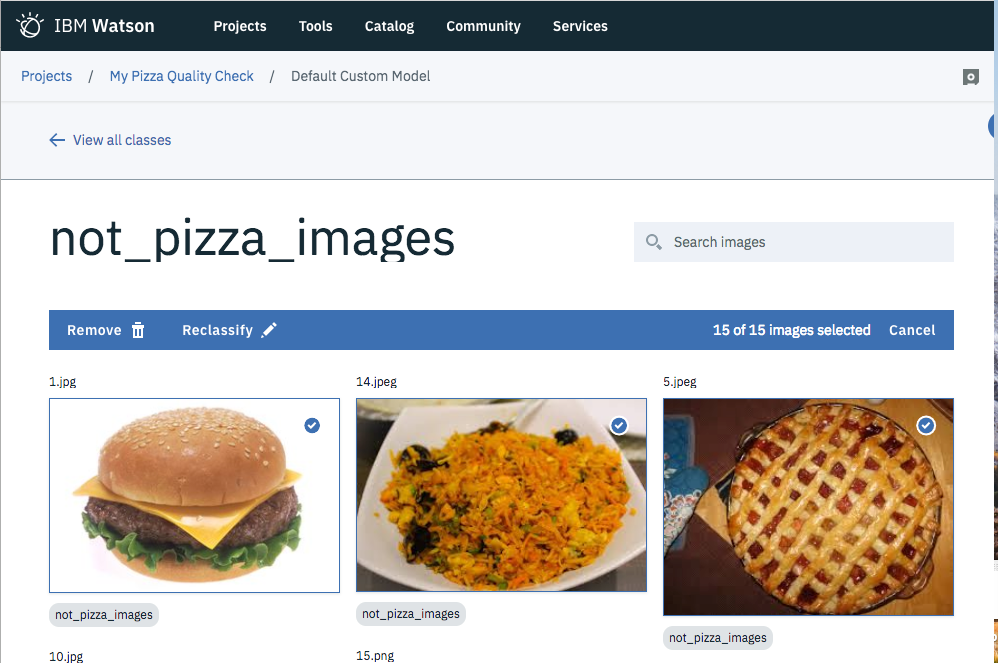 IBM Watson Projects Tools Catalog Community Services
Projects / My Pizza Quality Check / Default Custom Model
View all classes
not_pizza_images
Search images
Remove Reclassify 15 of 15 images selected Cancel
1.jpg 14.jpeg 5.jpeg
not_pizza_images not_pizza_images not_pizza_images
10.jpg 15.png